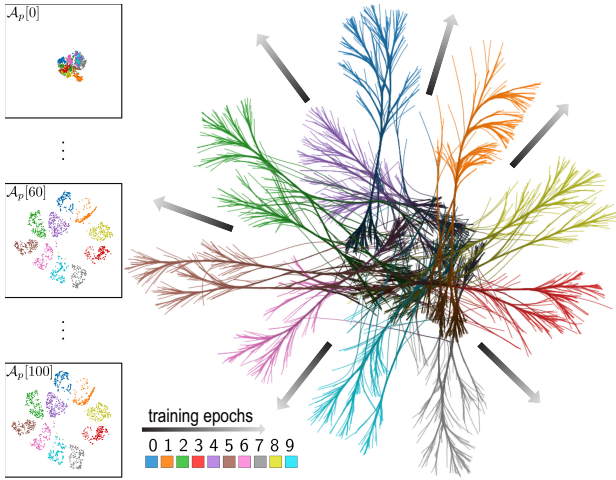 𝒜ₚ[0]
𝒜ₚ[60]
𝒜ₚ[100]
training epochs
0 1 2 3 4 5 6 7 8 9